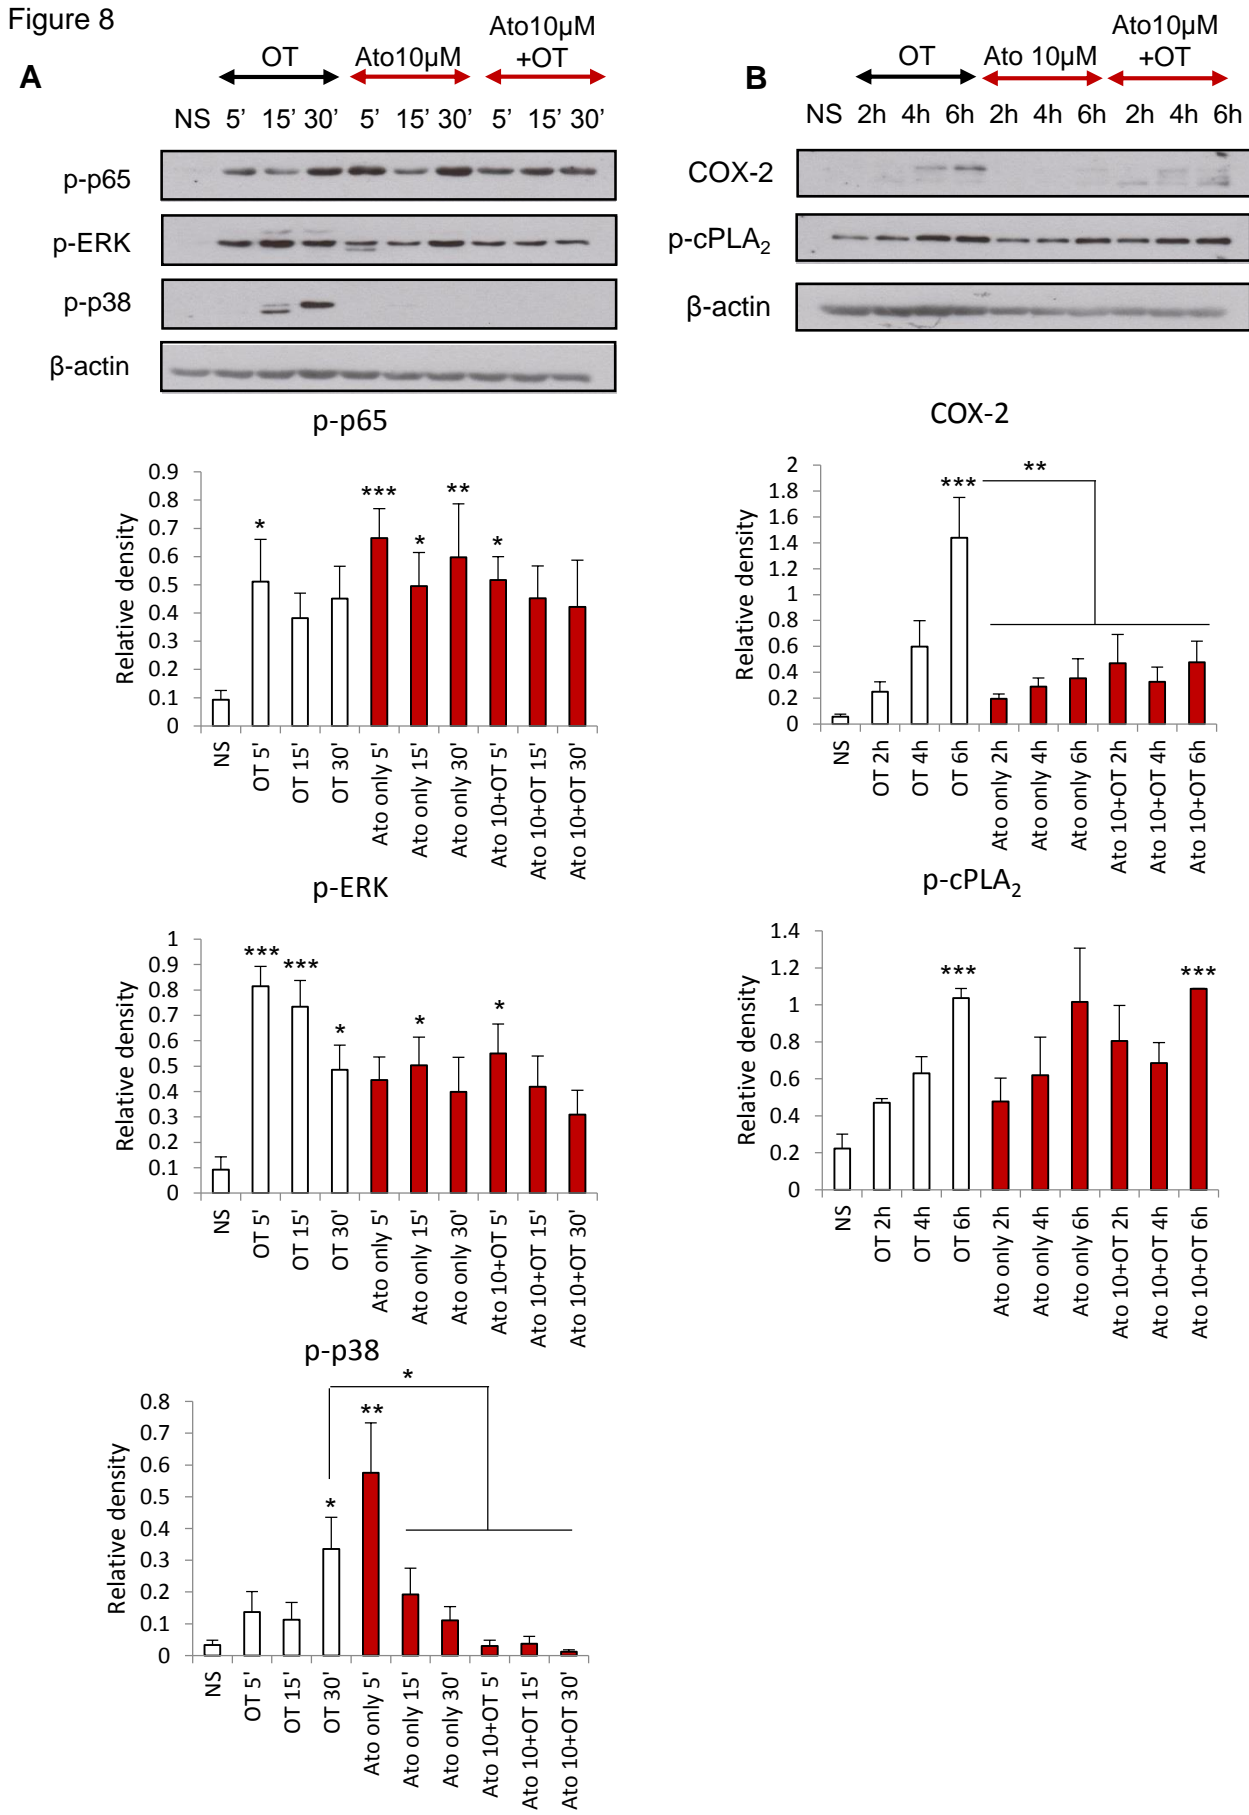 Figure 8
A
OT
Ato10µM
Ato10µM
+OT
NS 5' 15' 30' 5' 15' 30' 5' 15' 30'
p-p65
p-ERK
p-p38
β-actin
p-p65
Relative density
0.9
0.8
0.7
0.6
0.5
0.4
0.3
0.2
0.1
0
*
***
*
**
*
NS
OT 5'
OT 15'
OT 30'
Ato only 5'
Ato only 15'
Ato only 30'
Ato 10+OT 5'
Ato 10+OT 15'
Ato 10+OT 30'
p-ERK
Relative density
1
0.9
0.8
0.7
0.6
0.5
0.4
0.3
0.2
0.1
0
***
***
*
*
*
NS
OT 5'
OT 15'
OT 30'
Ato only 5'
Ato only 15'
Ato only 30'
Ato 10+OT 5'
Ato 10+OT 15'
Ato 10+OT 30'
p-p38
Relative density
0.8
0.7
0.6
0.5
0.4
0.3
0.2
0.1
0
*
**
*
NS
OT 5'
OT 15'
OT 30'
Ato only 5'
Ato only 15'
Ato only 30'
Ato 10+OT 5'
Ato 10+OT 15'
Ato 10+OT 30'
B
OT
Ato 10µM
Ato10µM
+OT
NS 2h 4h 6h 2h 4h 6h 2h 4h 6h
COX-2
p-cPLA₂
β-actin
COX-2
Relative density
2
1.8
1.6
1.4
1.2
1
0.8
0.6
0.4
0.2
0
***
**
NS
OT 2h
OT 4h
OT 6h
Ato only 2h
Ato only 4h
Ato only 6h
Ato 10+OT 2h
Ato 10+OT 4h
Ato 10+OT 6h
p-cPLA₂
Relative density
1.4
1.2
1
0.8
0.6
0.4
0.2
0
***
***
NS
OT 2h
OT 4h
OT 6h
Ato only 2h
Ato only 4h
Ato only 6h
Ato 10+OT 2h
Ato 10+OT 4h
Ato 10+OT 6h